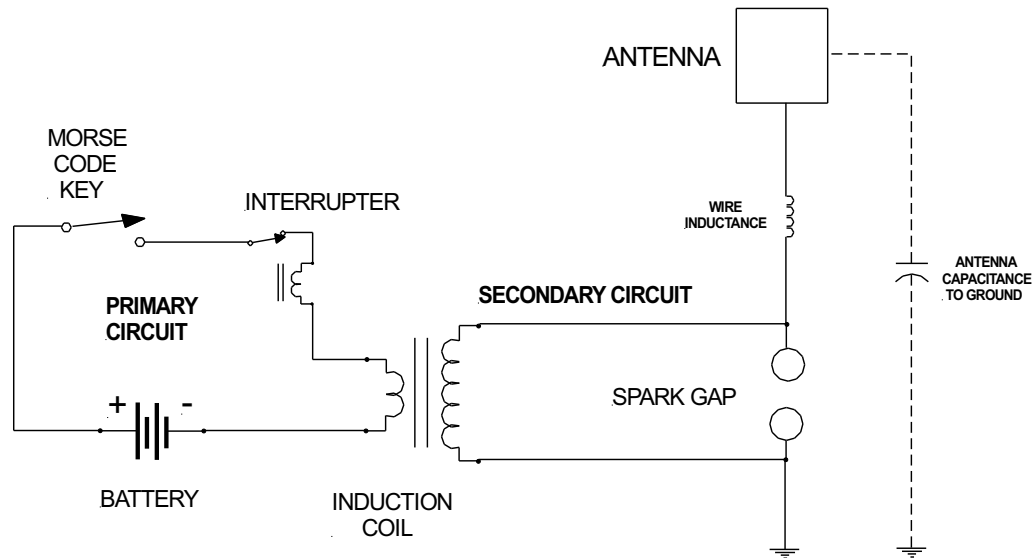 ANTENNA
MORSE
CODE
KEY
INTERRUPTER
WIRE
INDUCTANCE
ANTENNA
CAPACITANCE
TO GROUND
PRIMARY
CIRCUIT
SECONDARY CIRCUIT
SPARK GAP
+ -
BATTERY
INDUCTION
COIL